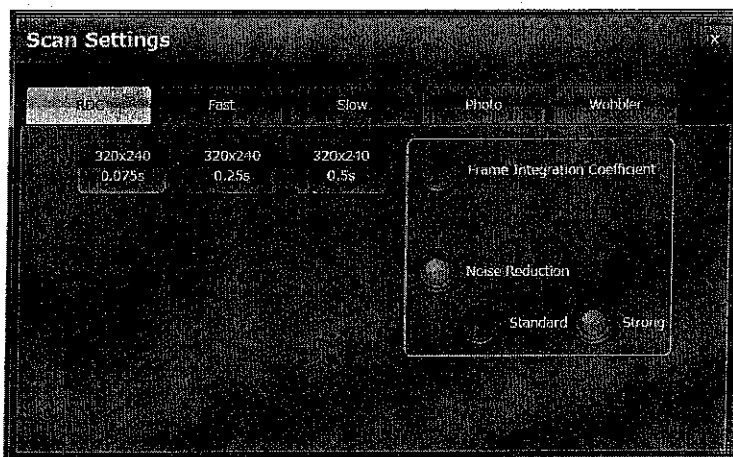 Scan Settings ×
RDC Fast Slow Photo Wobbler
320x240 320x240 320x240
0.075s 0.25s 0.5s
Frame Integration Coefficient
Noise Reduction
Standard Strong